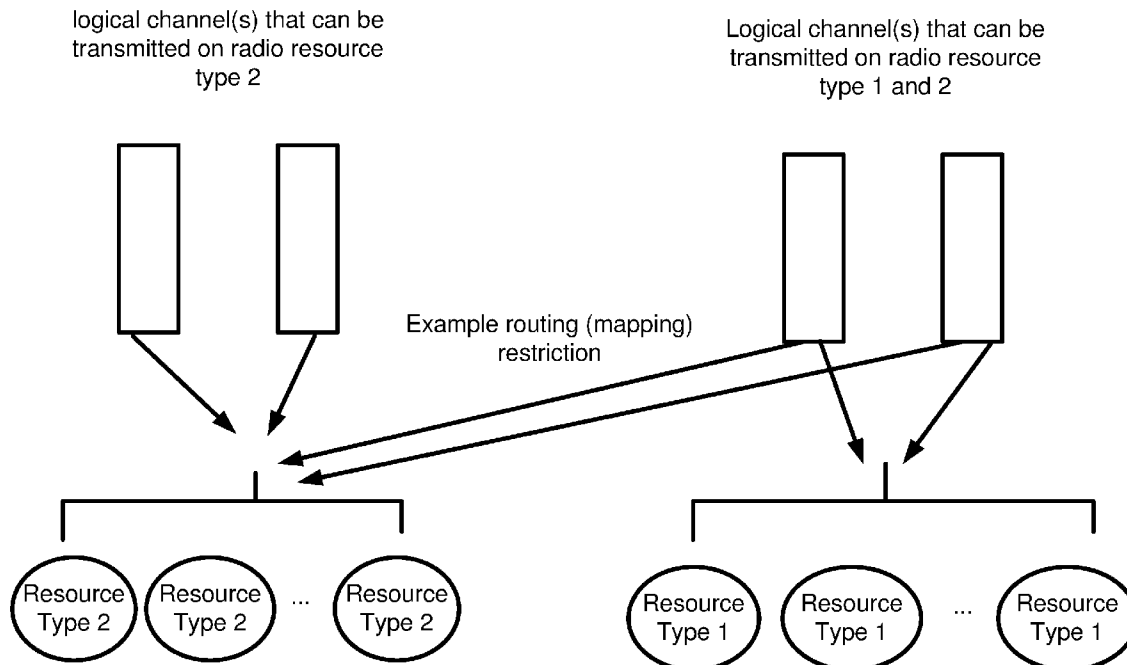 logical channel(s) that can be
transmitted on radio resource
type 2
Logical channel(s) that can be
transmitted on radio resource
type 1 and 2
Example routing (mapping)
restriction
Resource
Type 2
Resource
Type 2
...
Resource
Type 2
Resource
Type 1
Resource
Type 1
...
Resource
Type 1